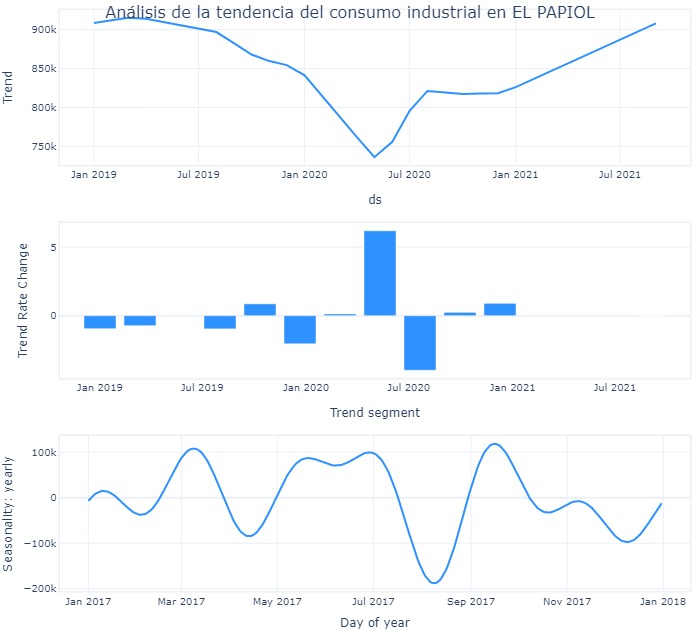 Análisis de la tendencia del consumo industrial en EL PAPIOL
900k
850k
800k
750k
Trend
Jan 2019 Jul 2019 Jan 2020 Jul 2020 Jan 2021 Jul 2021
ds
5
0
Trend Rate Change
Jan 2019 Jul 2019 Jan 2020 Jul 2020 Jan 2021 Jul 2021
Trend segment
100k
0
−100k
−200k
Seasonality: yearly
Jan 2017 Mar 2017 May 2017 Jul 2017 Sep 2017 Nov 2017 Jan 2018
Day of year